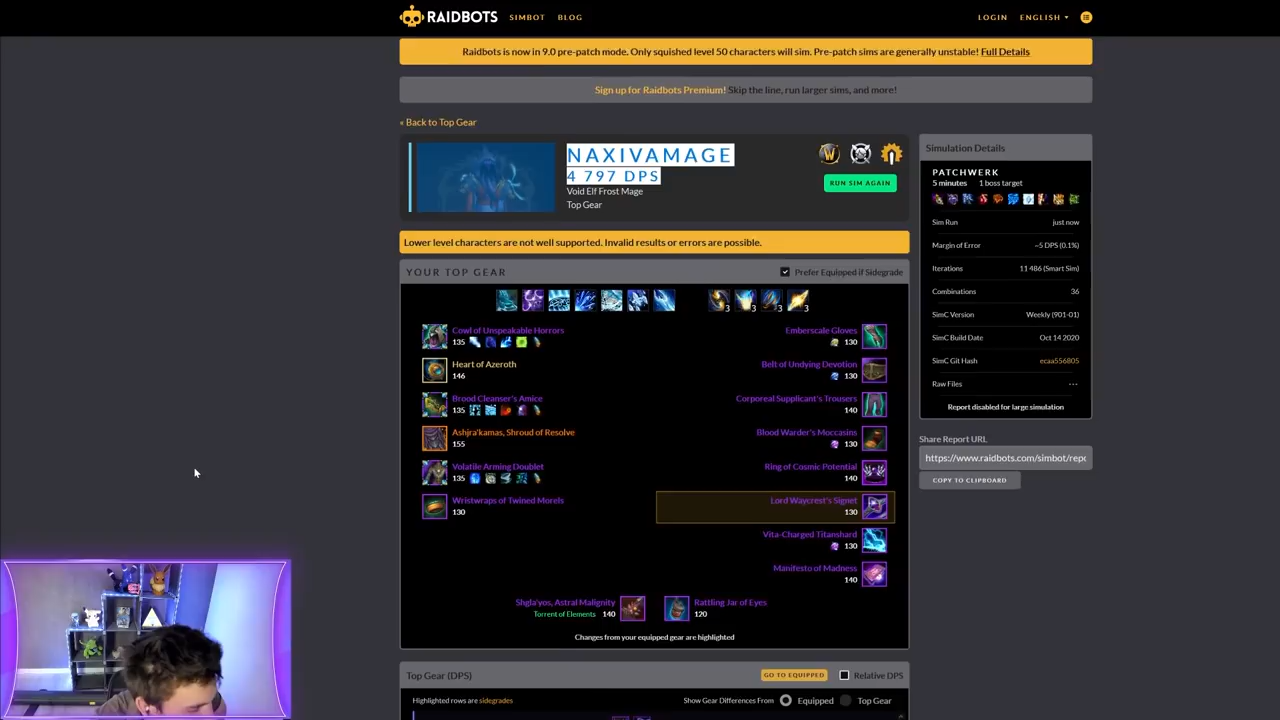 RAIDBOTS SIMBOT BLOG LOGIN ENGLISH
Raidbots is now in 9.0 pre-patch mode. Only squished level 50 characters will sim. Pre-patch sims are generally unstable! Full Details
Sign up for Raidbots Premium! Skip the line, run larger sims, and more!
« Back to Top Gear
NAXIVAMAGE
4 797 DPS
Void Elf Frost Mage
Top Gear
RUN SIM AGAIN
Lower level characters are not well supported. Invalid results or errors are possible.
YOUR TOP GEAR
Prefer Equipped if Sidegrade
3 3 3 3
Cowl of Unspeakable Horrors
135
Heart of Azeroth
146
Brood Cleanser's Amice
135
Ashjra'kamas, Shroud of Resolve
155
Volatile Arming Doublet
135
Wristwraps of Twined Morels
130
Emberscale Gloves
130
Belt of Undying Devotion
130
Corporeal Supplicant's Trousers
140
Blood Warder's Moccasins
130
Ring of Cosmic Potential
140
Lord Waycrest's Signet
130
Vita-Charged Titanshard
130
Manifesto of Madness
140
Shgla'yos, Astral Malignity
Torrent of Elements 140
Rattling Jar of Eyes
120
Changes from your equipped gear are highlighted
Top Gear (DPS)
GO TO EQUIPPED
Relative DPS
Highlighted rows are sidegrades
Show Gear Differences From Equipped Top Gear
Simulation Details
PATCHWERK
5 minutes 1 boss target
Sim Run just now
Margin of Error ~5 DPS (0.1%)
Iterations 11 486 (Smart Sim)
Combinations 36
SimC Version Weekly (901-01)
SimC Build Date Oct 14 2020
SimC Git Hash ecaa556805
Raw Files ...
Report disabled for large simulation
Share Report URL
https://www.raidbots.com/simbot/repo
COPY TO CLIPBOARD